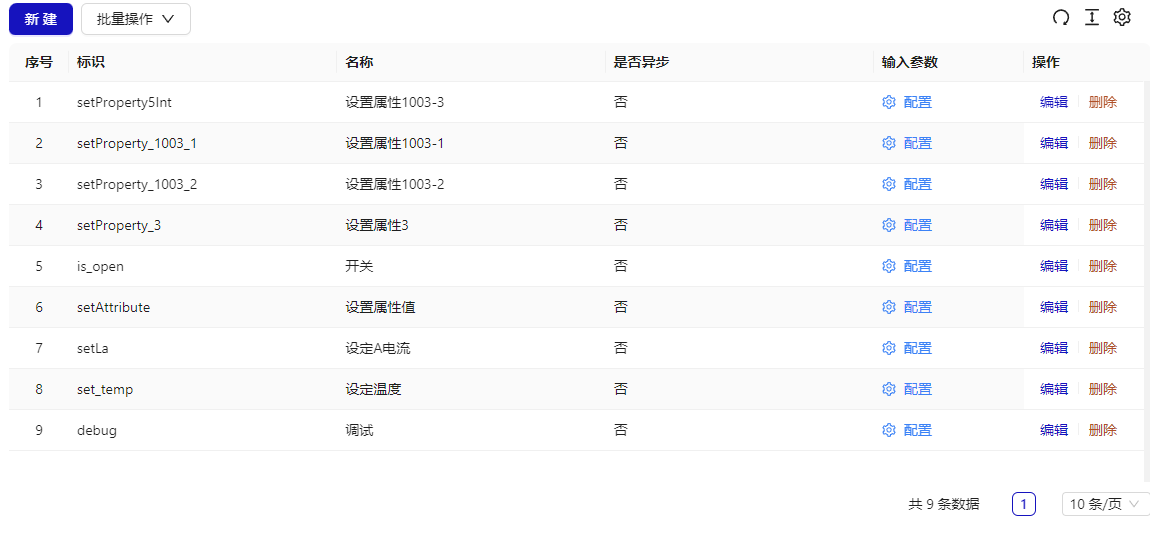 新 建 批量操作
序号 标识 名称 是否异步 输入参数 操作
1 setProperty5Int 设置属性1003-3 否 配置 编辑 删除
2 setProperty_1003_1 设置属性1003-1 否 配置 编辑 删除
3 setProperty_1003_2 设置属性1003-2 否 配置 编辑 删除
4 setProperty_3 设置属性3 否 配置 编辑 删除
5 is_open 开关 否 配置 编辑 删除
6 setAttribute 设置属性值 否 配置 编辑 删除
7 setLa 设定A电流 否 配置 编辑 删除
8 set_temp 设定温度 否 配置 编辑 删除
9 debug 调试 否 配置 编辑 删除
共 9 条数据 1 10 条/页